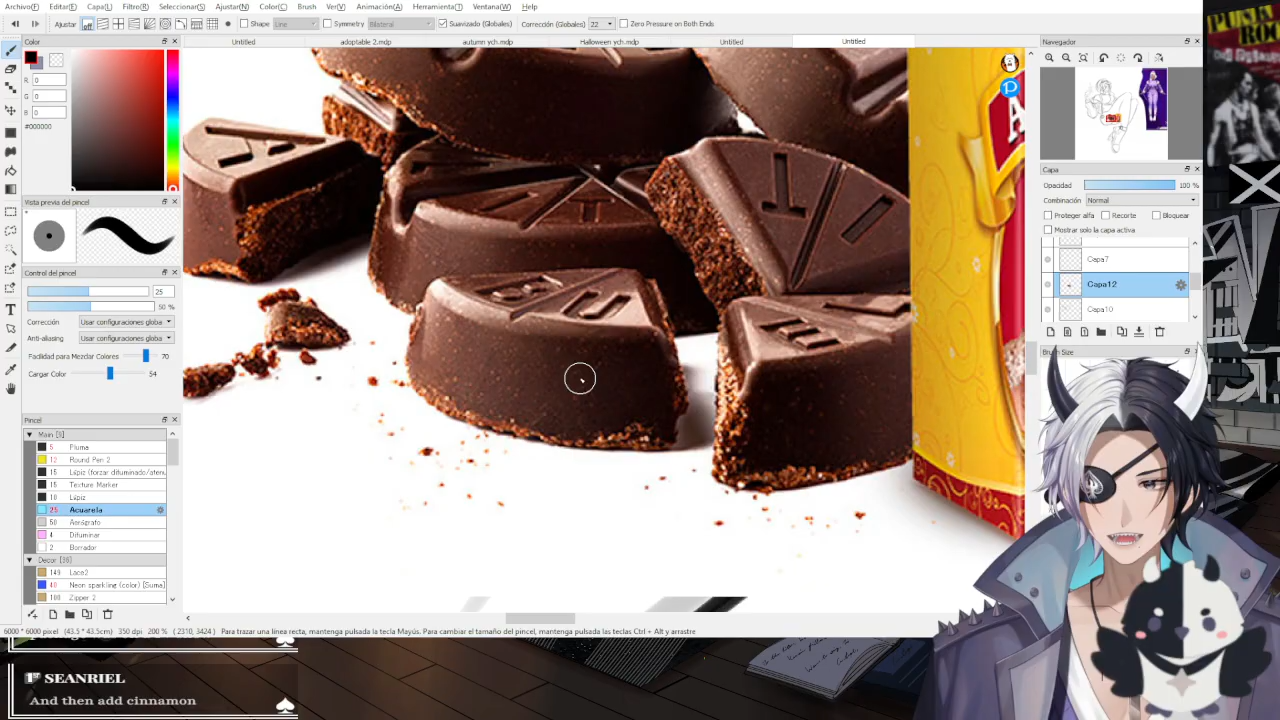 Archivo(F) Editar(E) Capa(L) Filtro(R) Seleccionar(S) Ajustar(N) Color(C) Brush Ver(V) Animación(A) Herramienta(T) Ventana(W) Help
Ajustar off Shape Line Symmetry Bilateral Suavizado (Globales) Corrección (Globales) 22 Zero Pressure on Both Ends
Untitled adoptable 2.mdp autumn ych.mdp Halloween ych.mdp Untitled Untitled
Color
R 0
G 0
B 0
#000000
Vista previa del pincel
Control del pincel
25
50 %
Corrección Usar configuraciones globa
Anti-aliasing Usar configuraciones globa
Facilidad para Mezclar Colores 70
Cargar Color 54
Pincel
Main [5]
5 Pluma
12 Round Pen 2
15 Lápiz (forzar difuminado/atenu
15 Texture Marker
10 Lápiz
25 Acuarela
50 Aerógrafo
4 Difuminar
2 Borrador
Decor [36]
149 Lace2
40 Neon sparkling (color) [Suma]
100 Zipper 2
Navegador
Capa
Opacidad 100 %
Combinación Normal
Proteger alfa Recorte Bloquear
Mostrar solo la capa activa
Capa7
Capa12
Capa10
Brush Size
6000 * 6000 pixel (43.5 * 43.5cm) 350 dpi 200 % ( 2310, 3424 ) Para trazar una línea recta, mantenga pulsada la tecla Mayús. Para cambiar el tamaño del pincel, mantenga pulsadas las teclas Ctrl + Alt y arrastre
SEANRIEL
And then add cinnamon